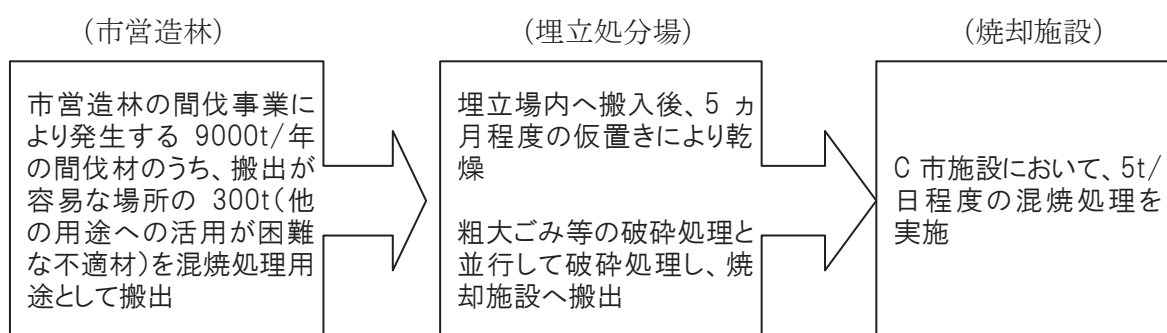 （市営造林）
市営造林の間伐事業に
より発生する 9000t/年
の間伐材のうち、搬出が
容易な場所の 300t（他
の用途への活用が困難
な不適材）を混焼処理用
途として搬出
（埋立処分場）
埋立場内へ搬入後、5 ヵ
月程度の仮置きにより乾
燥
粗大ごみ等の破砕処理と
並行して破砕処理し、焼
却施設へ搬出
（焼却施設）
C 市施設において、5t/
日程度の混焼処理を
実施